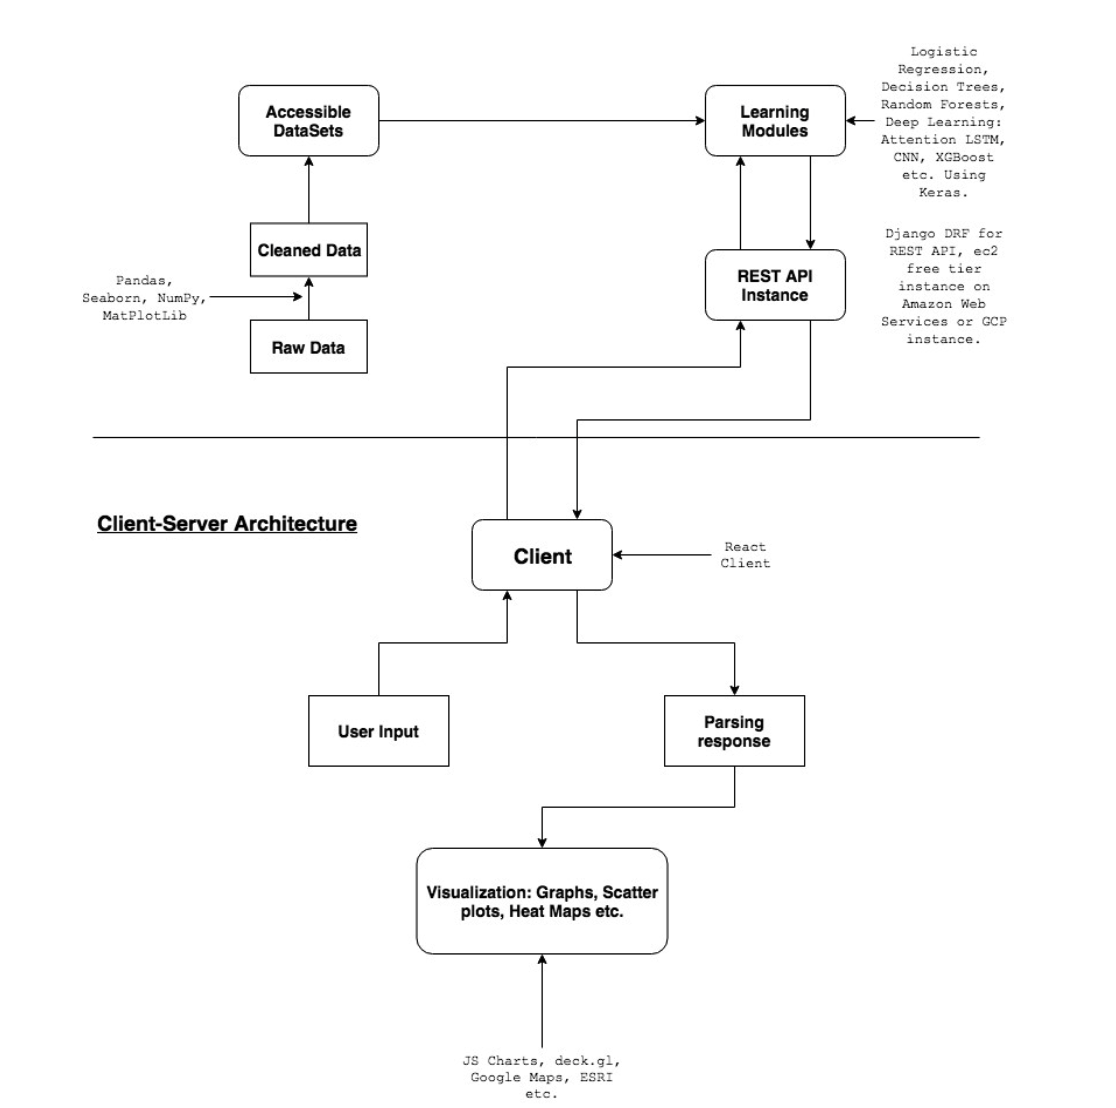 Logistic
Regression,
Decision Trees,
Random Forests,
Deep Learning:
Attention LSTM,
CNN, XGBoost
etc. Using
Keras.
Accessible
DataSets
Learning
Modules
Cleaned Data
Django DRF for
REST API, ec2
free tier
instance on
Amazon Web
Services or GCP
instance.
REST API
Instance
Pandas,
Seaborn, NumPy,
MatPlotLib
Raw Data
Client-Server Architecture
Client
React
Client
User Input
Parsing
response
Visualization: Graphs, Scatter
plots, Heat Maps etc.
JS Charts, deck.gl,
Google Maps, ESRI
etc.